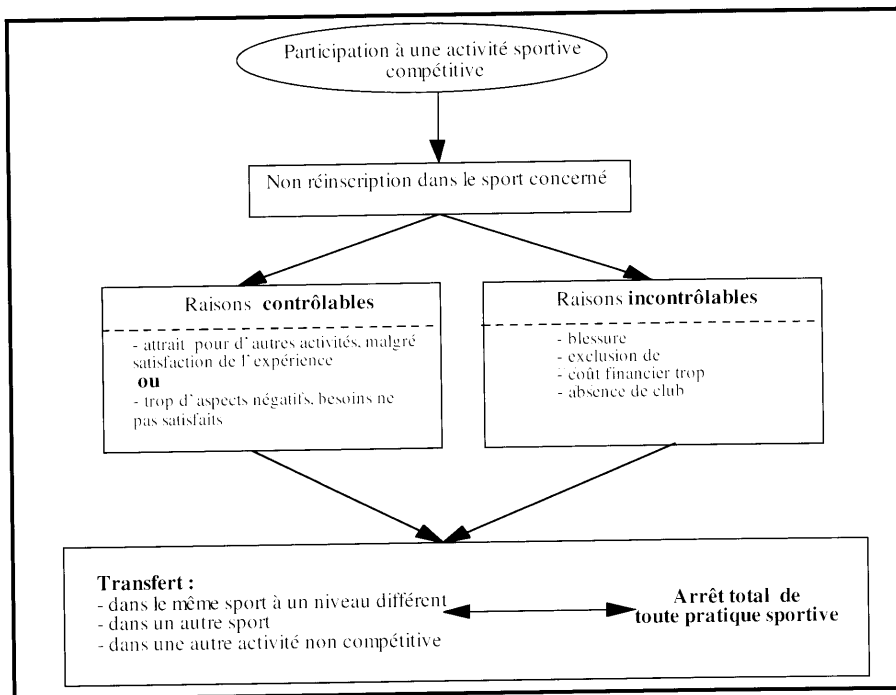 Participation à une activité sportive
compétitive
Non réinscription dans le sport concerné
Raisons contrôlables
- attrait pour d'autres activités, malgré
satisfaction de l'expérience
ou
- trop d'aspects négatifs, besoins ne
pas satisfaits
Raisons incontrôlables
- blessure
- exclusion de
- coût financier trop
- absence de club
Transfert :
- dans le même sport à un niveau différent
- dans un autre sport
- dans une autre activité non compétitive
Arrêt total de
toute pratique sportive